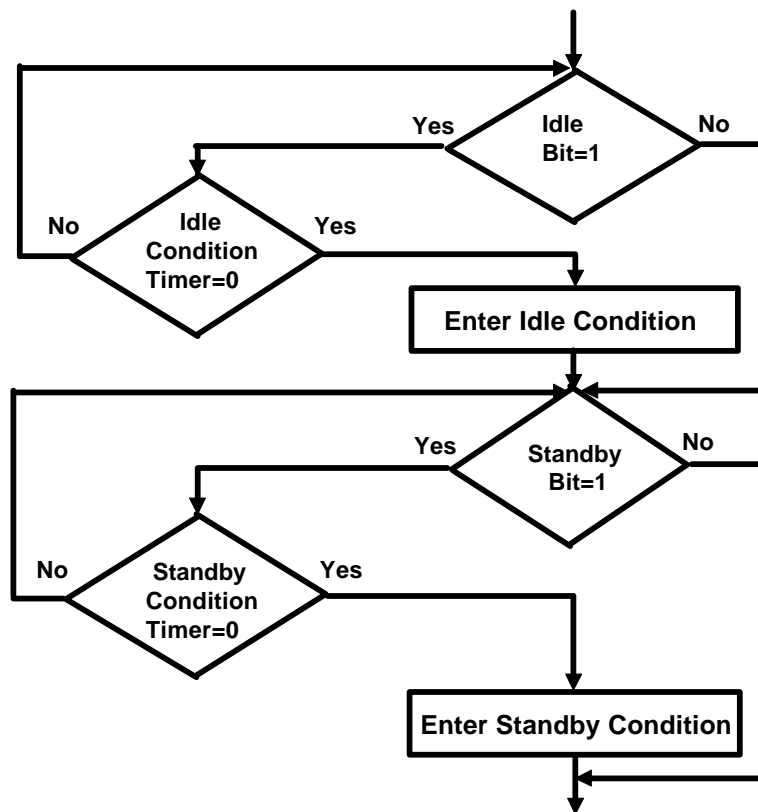 Yes
Idle
Bit=1
No
No
Idle
Condition
Timer=0
Yes
Enter Idle Condition
Yes
Standby
Bit=1
No
No
Standby
Condition
Timer=0
Yes
Enter Standby Condition